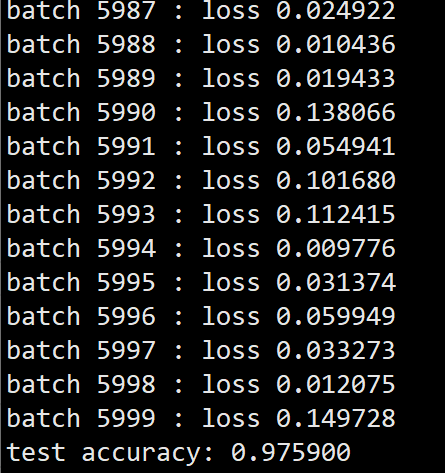 batch 5987 : loss 0.024922
batch 5988 : loss 0.010436
batch 5989 : loss 0.019433
batch 5990 : loss 0.138066
batch 5991 : loss 0.054941
batch 5992 : loss 0.101680
batch 5993 : loss 0.112415
batch 5994 : loss 0.009776
batch 5995 : loss 0.031374
batch 5996 : loss 0.059949
batch 5997 : loss 0.033273
batch 5998 : loss 0.012075
batch 5999 : loss 0.149728
test accuracy: 0.975900